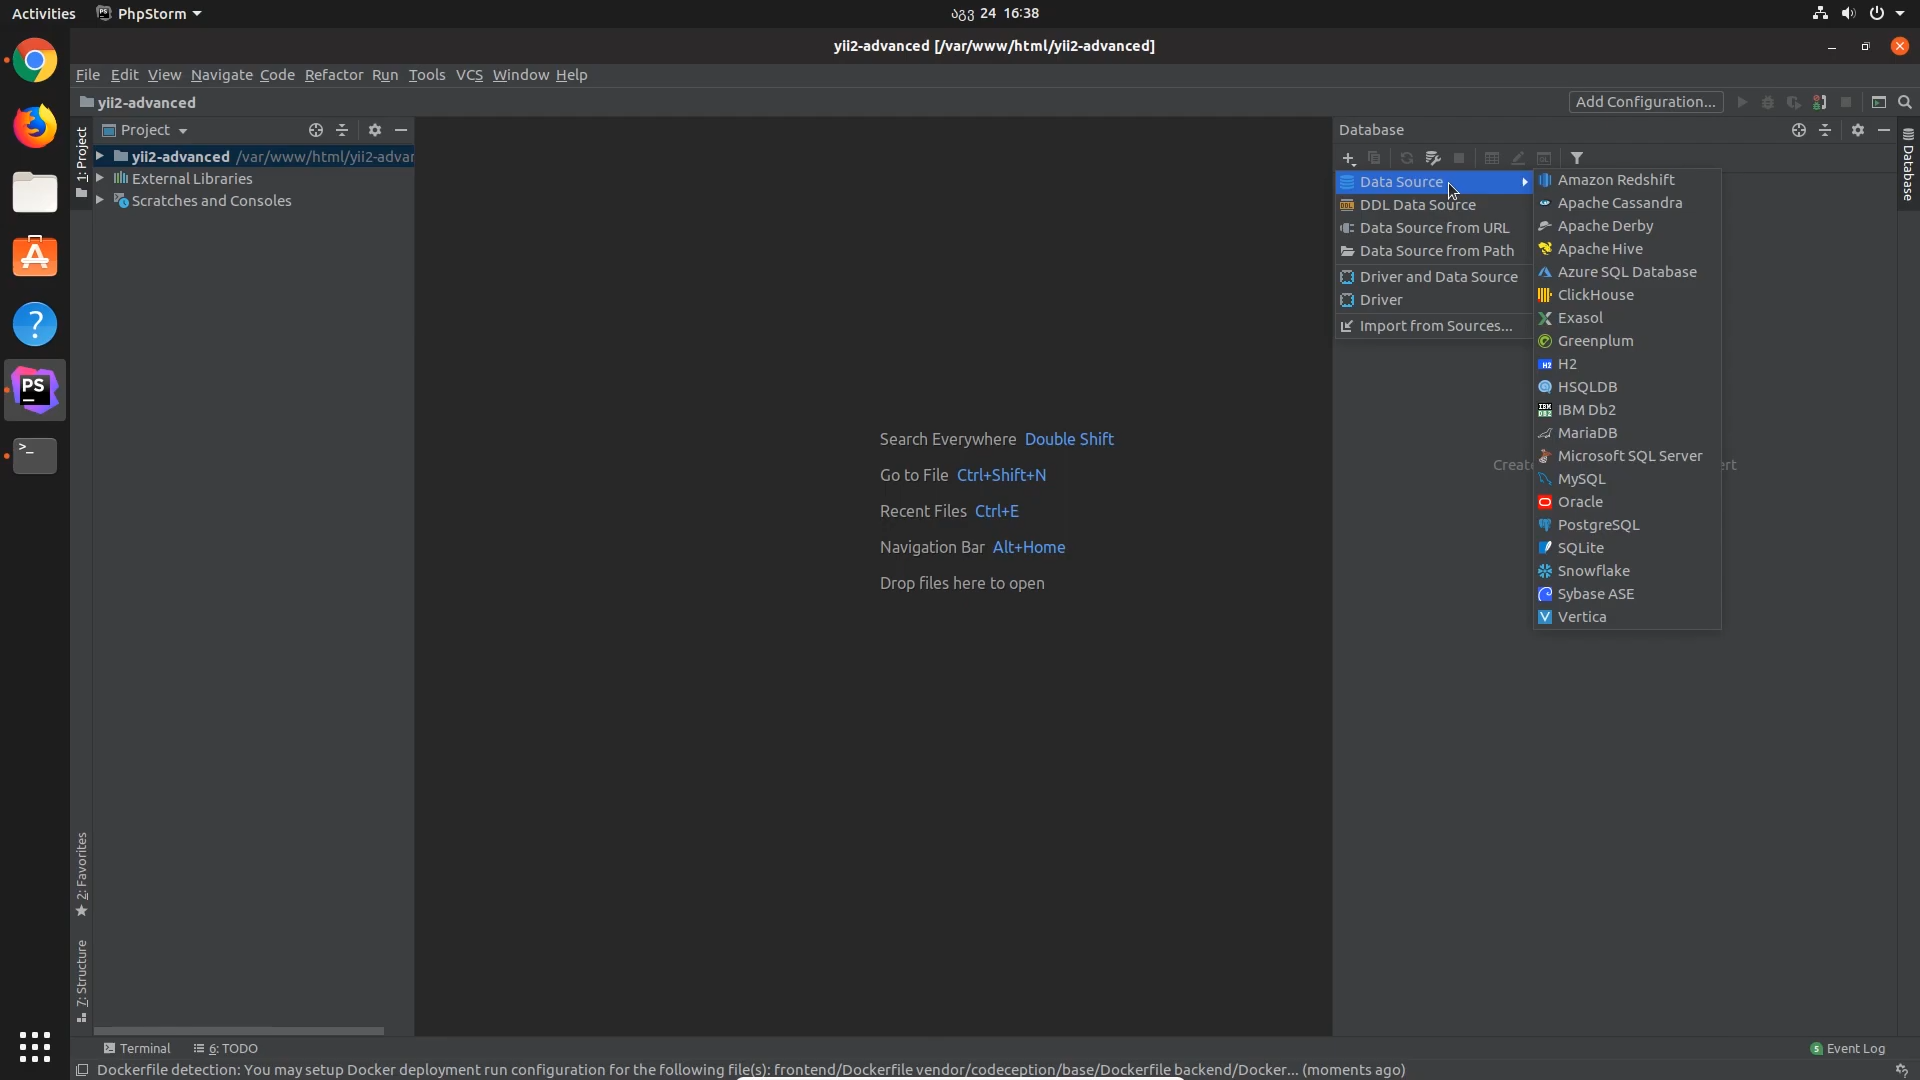 Activities
PhpStorm
აგვ 24 16:38
yii2-advanced [/var/www/html/yii2-advanced]
File Edit View Navigate Code Refactor Run Tools VCS Window Help
yii2-advanced
Add Configuration...
1: Project
Project
yii2-advanced /var/www/html/yii2-advan
External Libraries
Scratches and Consoles
Search Everywhere Double Shift
Go to File Ctrl+Shift+N
Recent Files Ctrl+E
Navigation Bar Alt+Home
Drop files here to open
Database
Data Source
DDL Data Source
Data Source from URL
Data Source from Path
Driver and Data Source
Driver
Import from Sources...
Amazon Redshift
Apache Cassandra
Apache Derby
Apache Hive
Azure SQL Database
ClickHouse
Exasol
Greenplum
H2
HSQLDB
IBM Db2
MariaDB
Microsoft SQL Server
MySQL
Oracle
PostgreSQL
SQLite
Snowflake
Sybase ASE
Vertica
Database
PS
2: Favorites
7: Structure
Terminal
6: TODO
5 Event Log
Dockerfile detection: You may setup Docker deployment run configuration for the following file(s): frontend/Dockerfile vendor/codeception/base/Dockerfile backend/Docker... (moments ago)